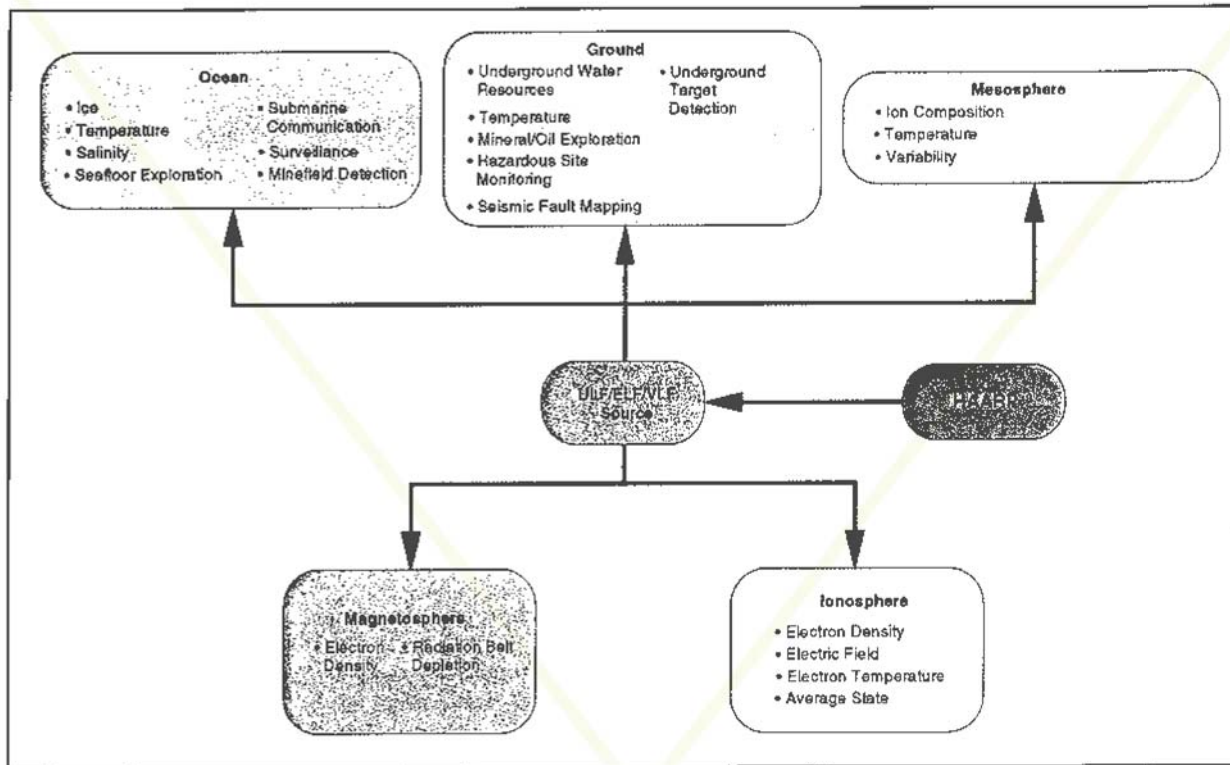 Ocean
• Ice
• Temperature
• Salinity
• Seafloor Exploration
• Submarine
Communication
• Surveillance
• Minefield Detection
Ground
• Underground Water
Resources
• Temperature
• Mineral/Oil Exploration
• Hazardous Site
Monitoring
• Seismic Fault Mapping
• Underground
Target
Detection
Mesosphere
• Ion Composition
• Temperature
• Variability
ULF/ELF/VLF
Source
HAARP
Magnetosphere
• Electron
Density
• Radiation Belt
Depletion
Ionosphere
• Electron Density
• Electric Field
• Electron Temperature
• Average State